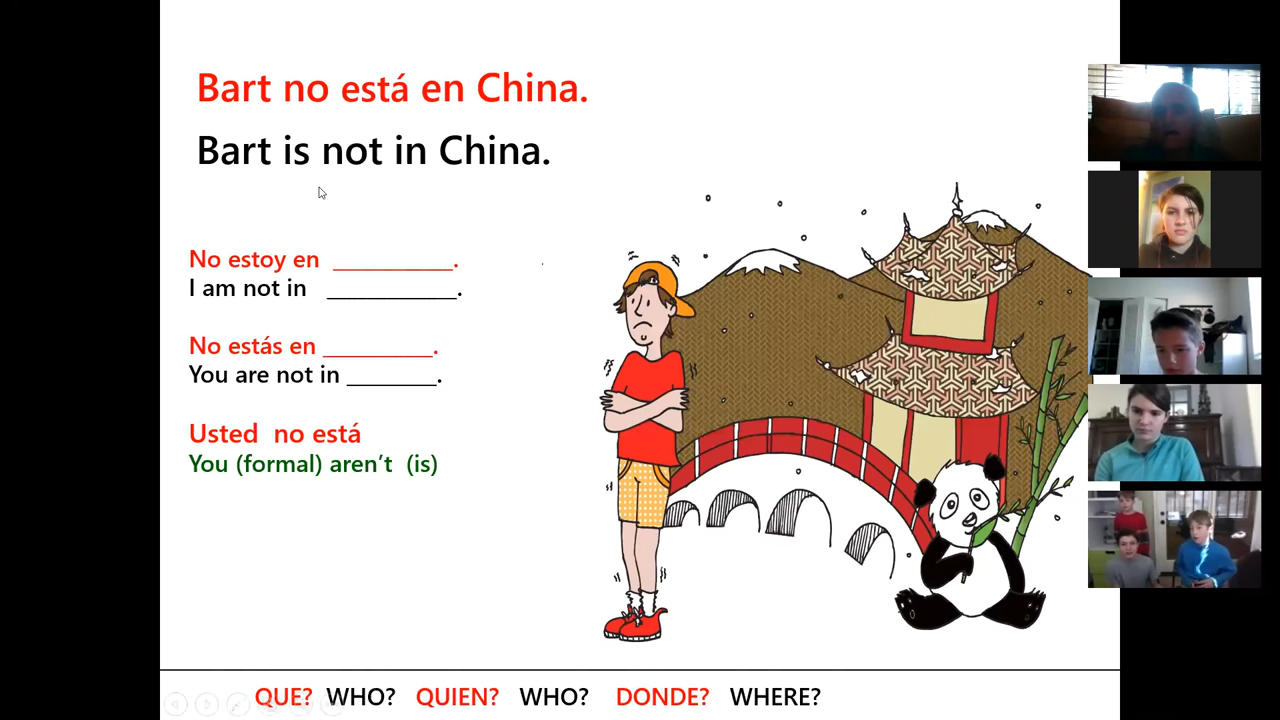 Bart no está en China.
Bart is not in China.
No estoy en ____________.
I am not in _____________.
No estás en ___________.
You are not in _________.
Usted no está
You (formal) aren’t (is)
QUE? WHO? QUIEN? WHO? DONDE? WHERE?